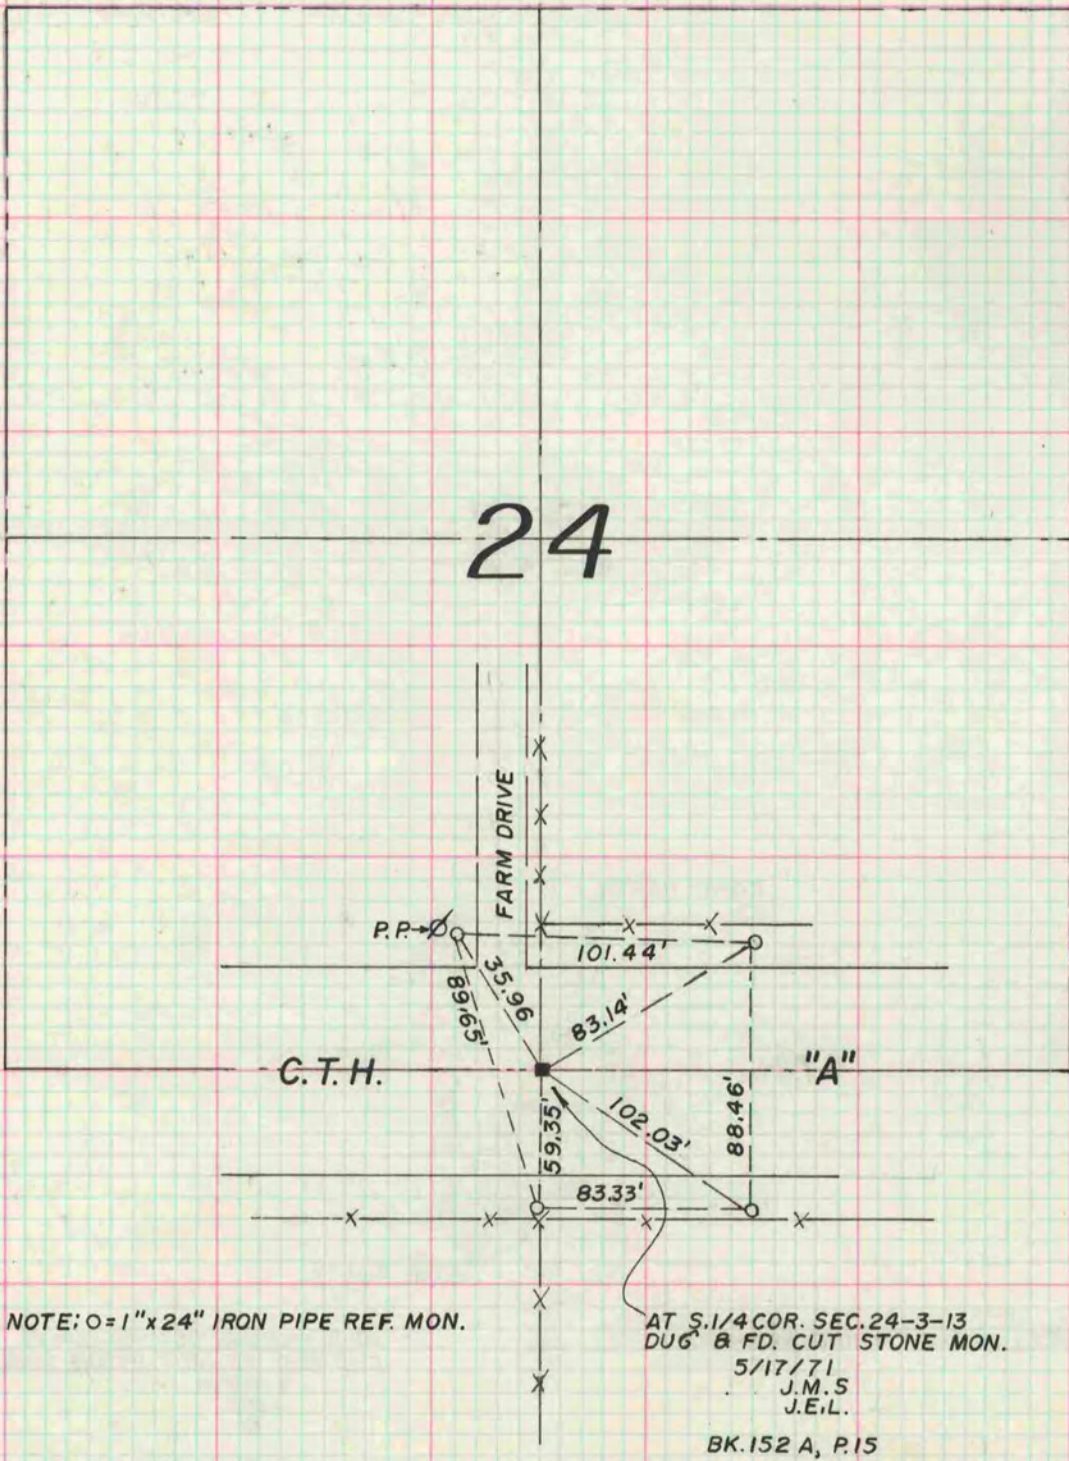 24
FARM DRIVE
P.P.
101.44'
35.96
89.65'
83.14'
C.T.H.
"A"
59.35'
102.03'
88.46'
83.33'
NOTE: O = 1" x 24" IRON PIPE REF. MON.
AT S.1/4 COR. SEC. 24-3-13
DUG & FD. CUT STONE MON.
5/17/71
J.M.S
J.E.L.
BK. 152 A, P. 15